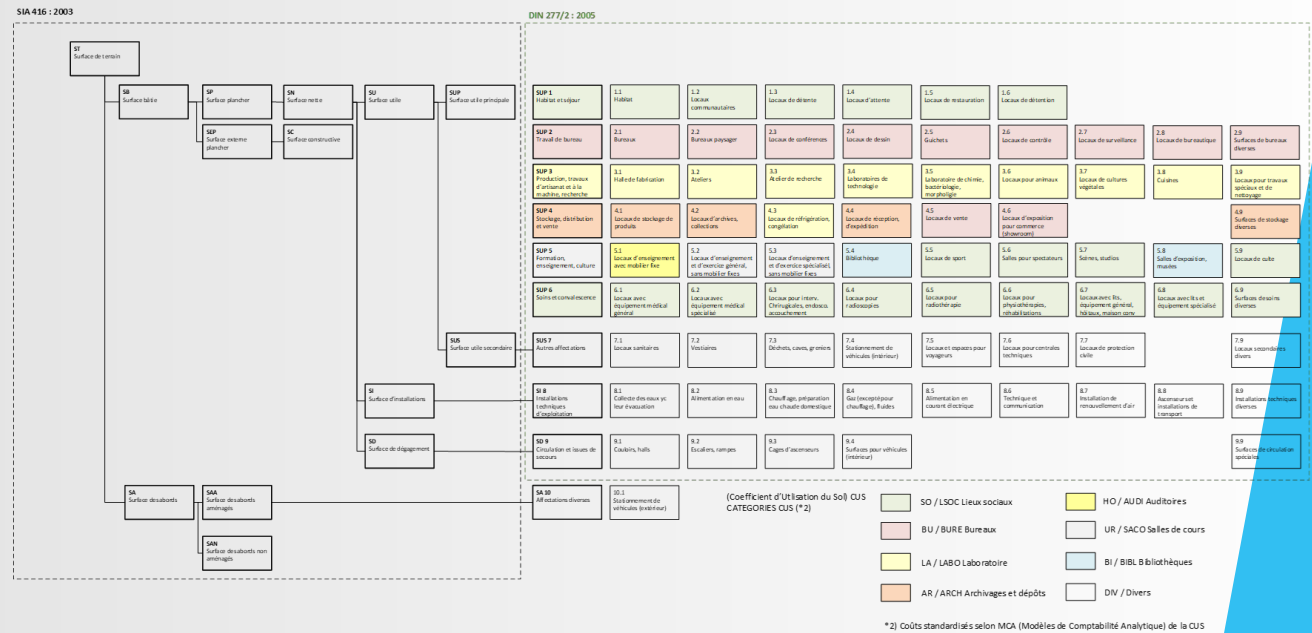 SIA 416 : 2003
DIN 277/2 : 2005
ST
Surface de terrain
SB
Surface bâtie
SP
Surface plancher
SN
Surface nette
SU
Surface utile
SUP
Surface utile principale
SEP
Surface externe
plancher
SC
Surface constructive
SUP 1
Habitat et séjour
1.1
Habitat
1.2
Locaux
communautaires
1.3
Locaux de détente
1.4
Locaux d'attente
1.5
Locaux de restauration
1.6
Locaux de détention
SUP 2
Travail de bureau
2.1
Bureaux
2.2
Bureaux paysager
2.3
Locaux de conférences
2.4
Locaux de dessin
2.5
Guichets
2.6
Locaux de contrôle
2.7
Locaux de surveillance
2.8
Locaux de bureautique
2.9
Surfaces de bureaux
diverses
SUP 3
Production, travaux
d'artisanat et à la
machine, recherche
3.1
Halle de fabrication
3.2
Ateliers
3.3
Atelier de recherche
3.4
Laboratoires de
technologie
3.5
Laboratoire de chimie,
bactériologie,
morpholigie
3.6
Locaux pour animaux
3.7
Locaux de cultures
végétales
3.8
Cuisines
3.9
Locaux pour travaux
spéciaux et de
nettoyage
SUP 4
Stockage, distribution
et vente
4.1
Locaux de stockage de
produits
4.2
Locaux d'archives,
collections
4.3
Locaux de réfrigération,
congélation
4.4
Locaux de réception,
d'expédition
4.5
Locaux de vente
4.6
Locaux d'exposition
pour commerce
(showroom)
4.9
Surfaces de stockage
diverses
SUP 5
Formation,
enseignement, culture
5.1
Locaux d'enseignement
avec mobilier fixe
5.2
Locaux d'enseignement
et d'exercice général,
sans mobilier fixes
5.3
Locaux d'enseignement
et d'exercice spécialisé,
sans mobilier fixes
5.4
Bibliothèque
5.5
Locaux de sport
5.6
Salles pour spectateurs
5.7
Scènes, studios
5.8
Salles d'exposition,
musées
5.9
Locaux de culte
SUP 6
Soins et convalescence
6.1
Locaux avec
équipement médical
général
6.2
Locaux avec
équipement médical
spécialisé
6.3
Locaux pour interv.
Chrirugicales, endosco,
accouchement
6.4
Locaux pour
radioscopies
6.5
Locaux pour
radiothérapie
6.6
Locaux pour
physiothérapies,
réhabilitations
6.7
Locaux avec lits,
équipement général,
hôitaux, maison conv
6.8
Locaux avec lits et
équipement spécialisé
6.9
Surfaces de soins
diverses
SUS
Surface utile secondaire
SUS 7
Autres affectations
7.1
Locaux sanitaires
7.2
Vestiaires
7.3
Déchets, caves, greniers
7.4
Stationnement de
véhicules (intérieur)
7.5
Locaux et espaces pour
voyageurs
7.6
Locaux pour centrales
techniques
7.7
Locaux de protection
civile
7.9
Locaux secondaires
divers
SI
Surface d'installations
SI 8
Installations
techniques
d'exploitation
8.1
Collecte des eaux yc
leur évacuation
8.2
Alimentation en eau
8.3
Chauffage, préparation
eau chaude domestique
8.4
Gaz (excepté pour
chauffage), fluides
8.5
Alimentation en
courant électrique
8.6
Technique et
communication
8.7
Installation de
renouvellement d'air
8.8
Ascenseurs et
installations de
transport
8.9
Installations techniques
diverses
SD
Surface de dégagement
SD 9
Circulation et issues de
secours
9.1
Couloirs, halls
9.2
Escaliers, rampes
9.3
Cages d'ascenseurs
9.4
Surfaces pour véhicules
(intérieur)
9.9
Surfaces de circulation
spéciales
SA
Surface des abords
SAA
Surface des abords
aménagés
SA 10
Affectations diverses
10.1
Stationnement de
véhicules (extérieur)
SAN
Surface des abords non
aménagés
(Coefficient d'Utlisation du Sol) CUS
CATEGORIES CUS (*2)
SO / LSOC Lieux sociaux
HO / AUDI Auditoires
BU / BURE Bureaux
UR / SACO Salles de cours
LA / LABO Laboratoire
BI / BIBL Bibliothèques
AR / ARCH Archivages et dépôts
DIV / Divers
*2) Coûts standardisés selon MCA (Modèles de Comptabilité Analytique) de la CUS